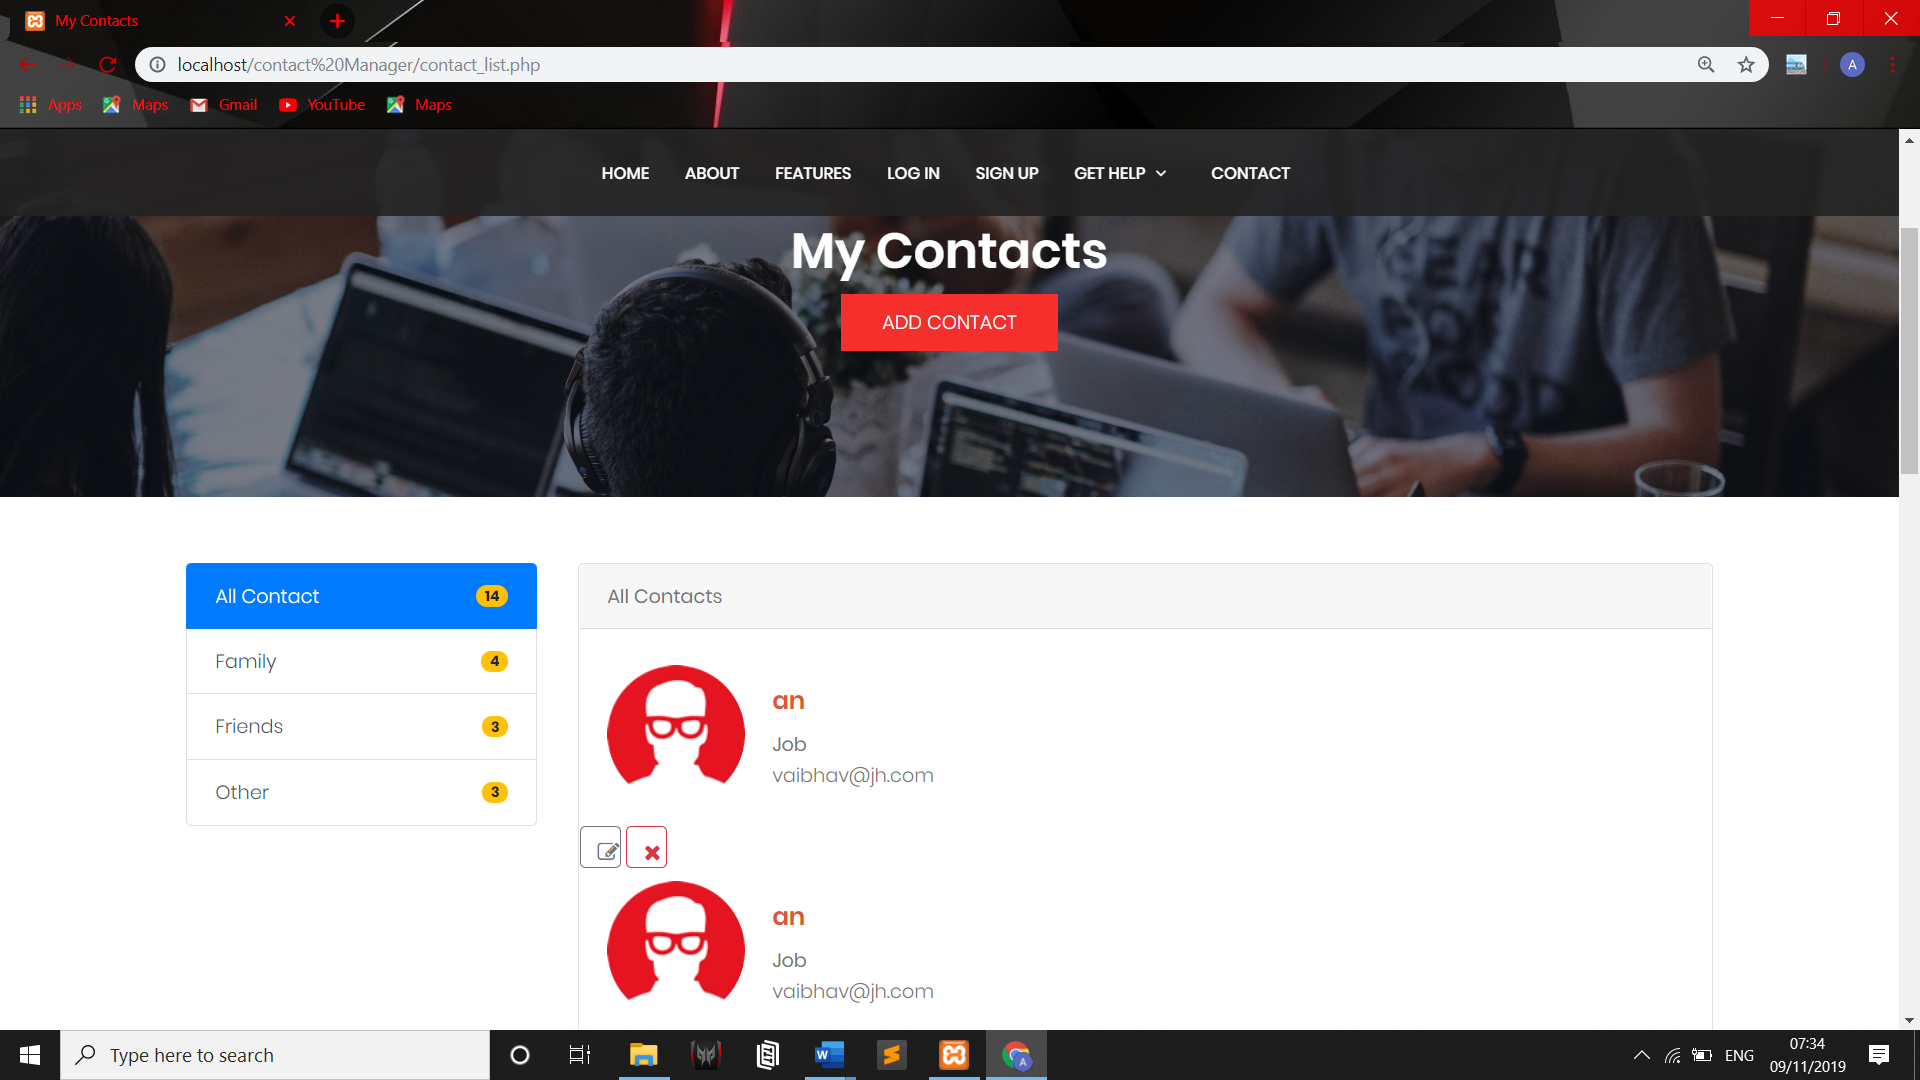 My Contacts
localhost/contact%20Manager/contact_list.php
A
Apps Maps Gmail YouTube Maps
HOME ABOUT FEATURES LOG IN SIGN UP GET HELP CONTACT
My Contacts
ADD CONTACT
All Contact 14
Family 4
Friends 3
Other 3
All Contacts
an
Job
vaibhav@jh.com
an
Job
vaibhav@jh.com
Type here to search
ENG
07:34
09/11/2019